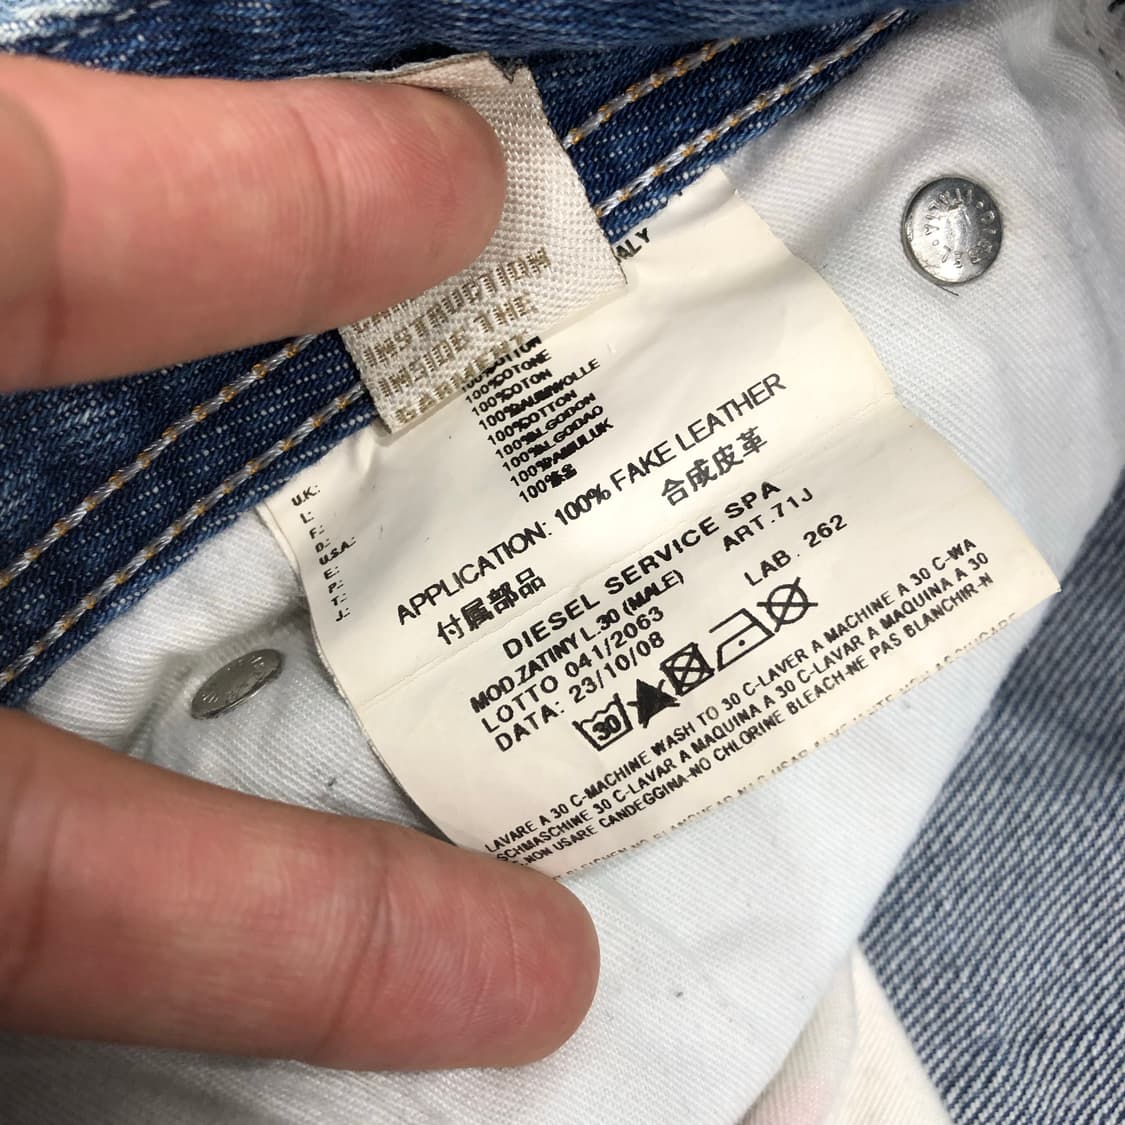 INSTRUCTION
INSIDE THE
GARMENT
ALY
100%COTTON
100%COTONE
100%COTON
100%BAUMWOLLE
100%COTTON
100%ALGODON
100%ALGODAO
100%PAMUKLUK
100%綿
U.K.:
I.:
F.:
D.:
U.S.A.:
E.:
P.:
T.:
J.:
APPLICATION: 100% FAKE LEATHER
付属部品 合成皮革
DIESEL SERVICE SPA
MOD.ZATINY L.30 (MALE) ART.71J
LOTTO 041/2063
DATA: 23/10/08 LAB. 262
30
LAVARE A 30 C-MACHINE WASH TO 30 C-LAVER A MACHINE A 30 C-WA
SCHMASCHINE 30 C-LAVAR A MAQUINA A 30 C-LAVAR A MAQUINA A 30
-NON USARE CANDEGGINA-NO CHLORINE BLEACH-NE PAS BLANCHIR-N